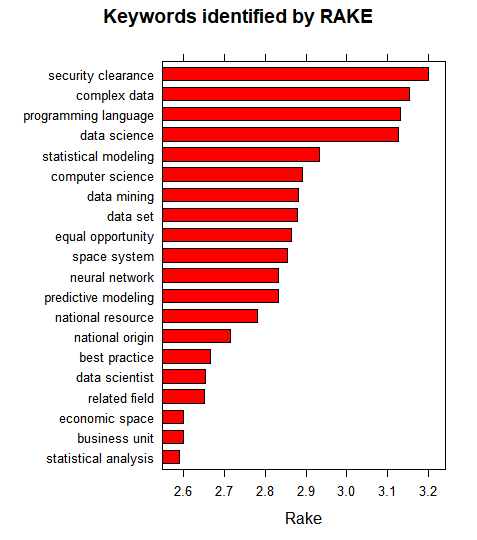 Keywords identified by RAKE
security clearance
complex data
programming language
data science
statistical modeling
computer science
data mining
data set
equal opportunity
space system
neural network
predictive modeling
national resource
national origin
best practice
data scientist
related field
economic space
business unit
statistical analysis
2.6 2.7 2.8 2.9 3.0 3.1 3.2
Rake